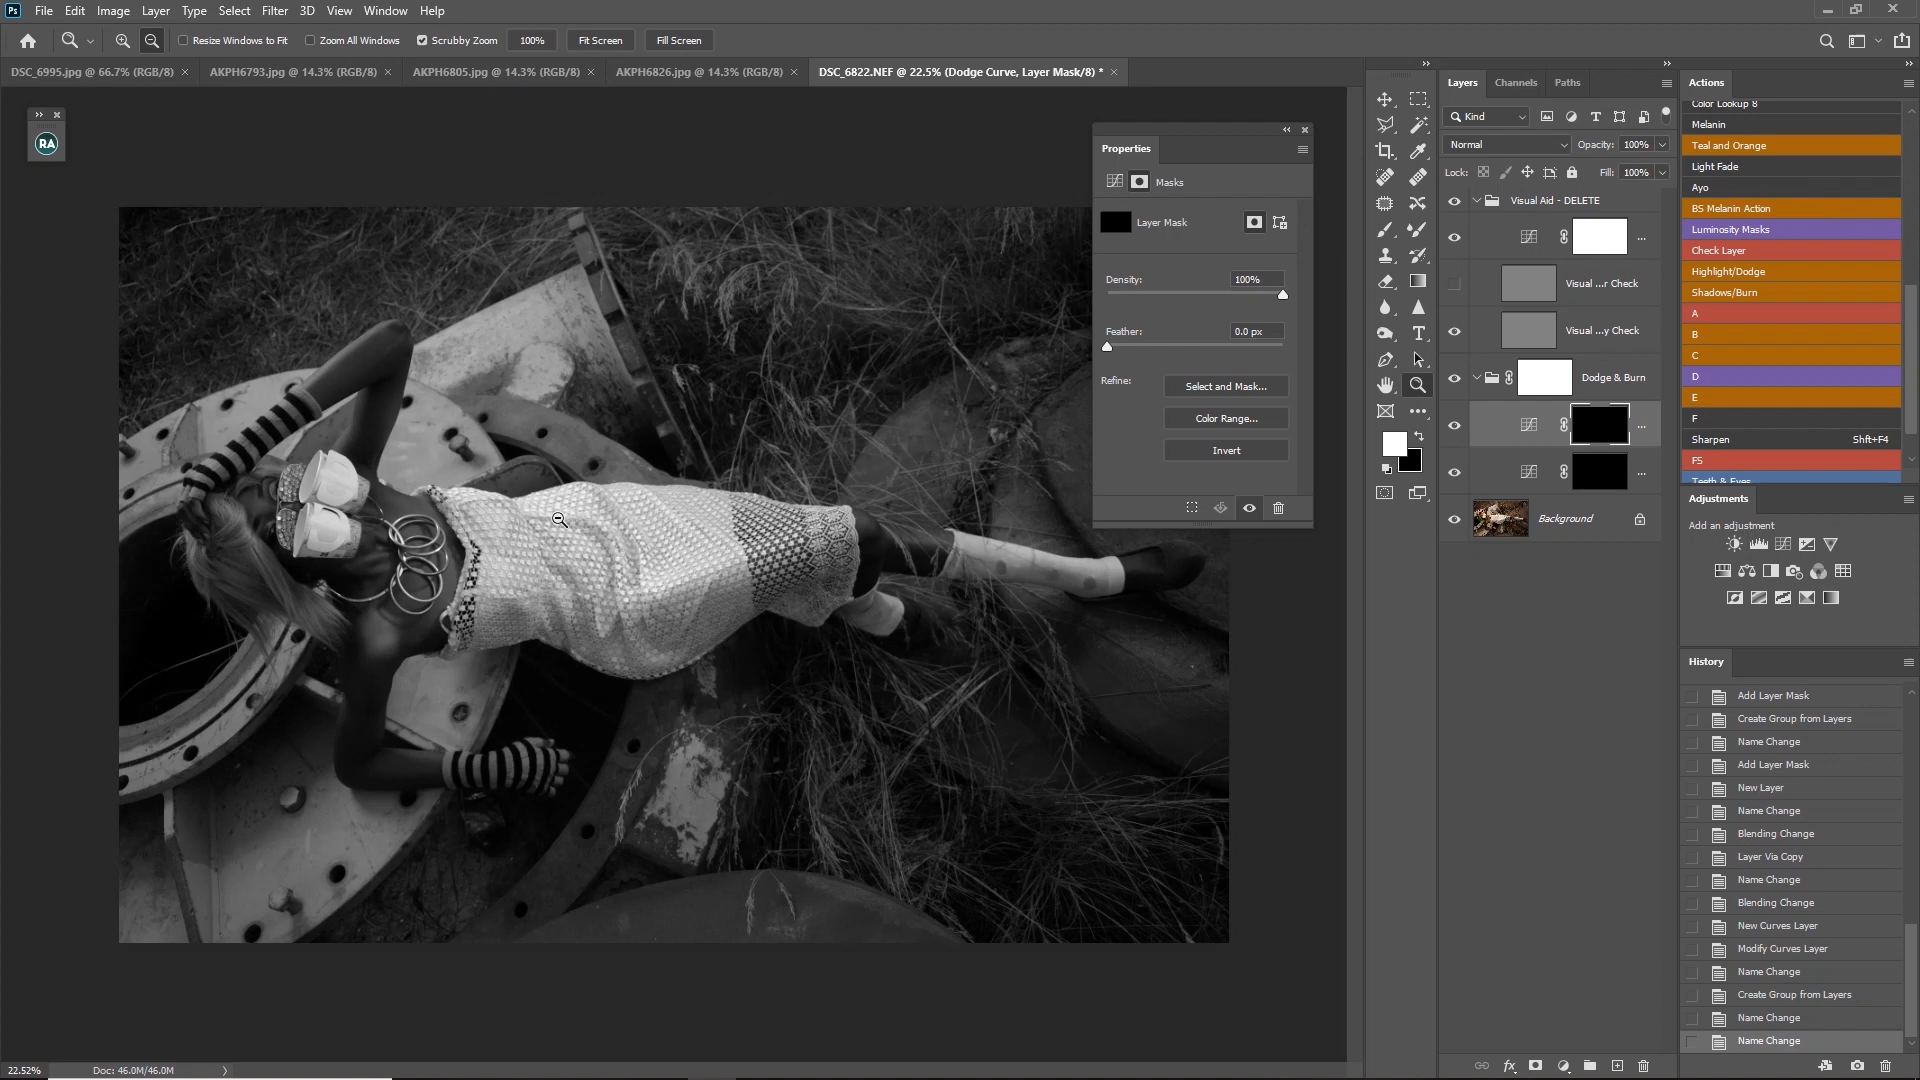 Ps File Edit Image Layer Type Select Filter 3D View Window Help
Resize Windows to Fit Zoom All Windows Scrubby Zoom 100% Fit Screen Fill Screen
DSC_6995.jpg @ 66.7% (RGB/8) × AKPH6793.jpg @ 14.3% (RGB/8) × AKPH6805.jpg @ 14.3% (RGB/8) × AKPH6826.jpg @ 14.3% (RGB/8) × DSC_6822.NEF @ 22.5% (Dodge Curve, Layer Mask/8) * ×
RA
Properties
Masks
Layer Mask
Density: 100%
Feather: 0.0 px
Refine: Select and Mask...
Color Range...
Invert
Layers Channels Paths
Kind
Normal Opacity: 100%
Lock: Fill: 100%
Visual Aid - DELETE
...
Visual ...r Check
Visual ...y Check
Dodge & Burn
...
...
Background
Actions
Color Lookup 8
Melanin
Teal and Orange
Light Fade
Ayo
BS Melanin Action
Luminosity Masks
Check Layer
Highlight/Dodge
Shadows/Burn
A
B
C
D
E
F
Sharpen Shft+F4
FS
Teeth & Eyes
Adjustments
Add an adjustment
History
Add Layer Mask
Create Group from Layers
Name Change
Add Layer Mask
New Layer
Name Change
Blending Change
Layer Via Copy
Name Change
Blending Change
New Curves Layer
Modify Curves Layer
Name Change
Create Group from Layers
Name Change
Name Change
22.52% Doc: 46.0M/46.0M
fx